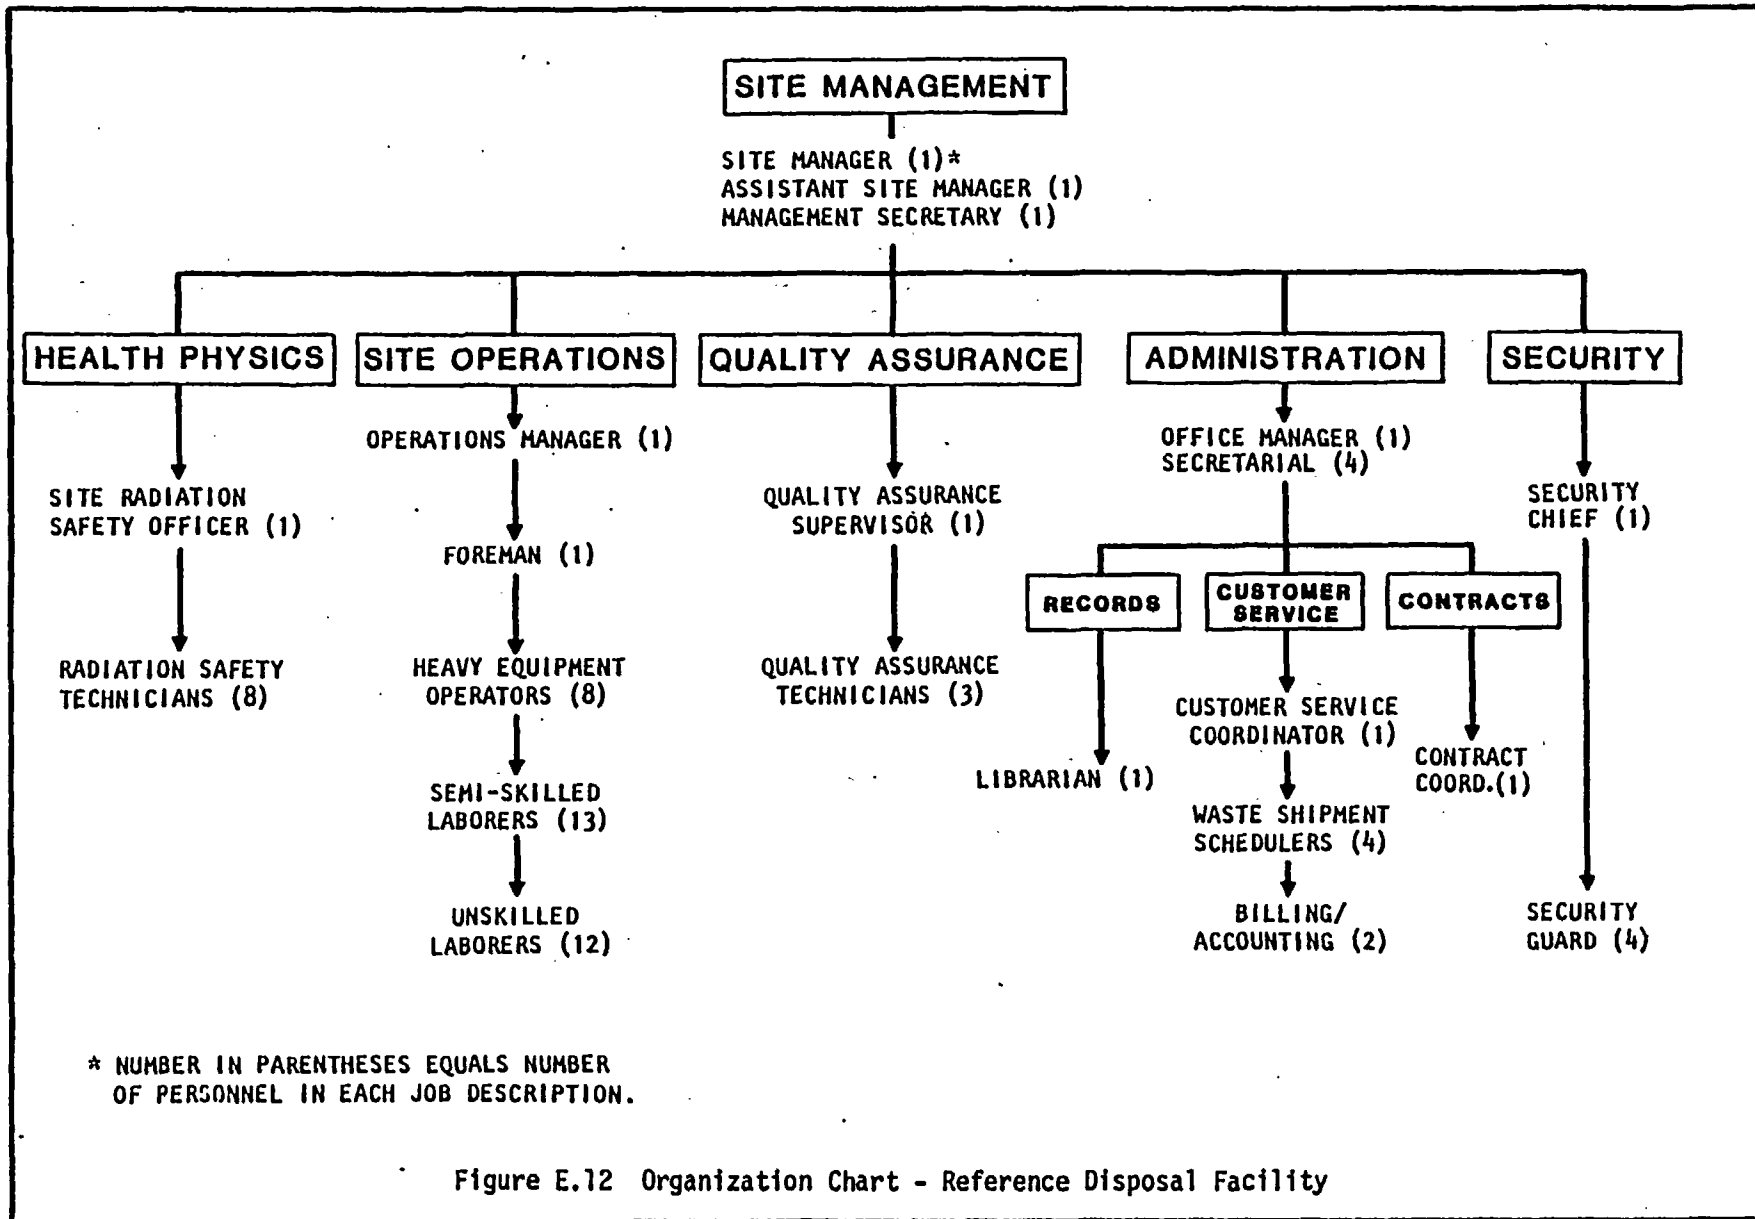 SITE MANAGEMENT
SITE MANAGER (1)*
ASSISTANT SITE MANAGER (1)
MANAGEMENT SECRETARY (1)
HEALTH PHYSICS
SITE RADIATION
SAFETY OFFICER (1)
RADIATION SAFETY
TECHNICIANS (8)
SITE OPERATIONS
OPERATIONS MANAGER (1)
FOREMAN (1)
HEAVY EQUIPMENT
OPERATORS (8)
SEMI-SKILLED
LABORERS (13)
UNSKILLED
LABORERS (12)
QUALITY ASSURANCE
QUALITY ASSURANCE
SUPERVISOR (1)
QUALITY ASSURANCE
TECHNICIANS (3)
ADMINISTRATION
OFFICE MANAGER (1)
SECRETARIAL (4)
RECORDS
LIBRARIAN (1)
CUSTOMER
SERVICE
CUSTOMER SERVICE
COORDINATOR (1)
WASTE SHIPMENT
SCHEDULERS (4)
BILLING/
ACCOUNTING (2)
CONTRACTS
CONTRACT
COORD.(1)
SECURITY
SECURITY
CHIEF (1)
SECURITY
GUARD (4)
* NUMBER IN PARENTHESES EQUALS NUMBER
OF PERSONNEL IN EACH JOB DESCRIPTION.
Figure E.12 Organization Chart - Reference Disposal Facility